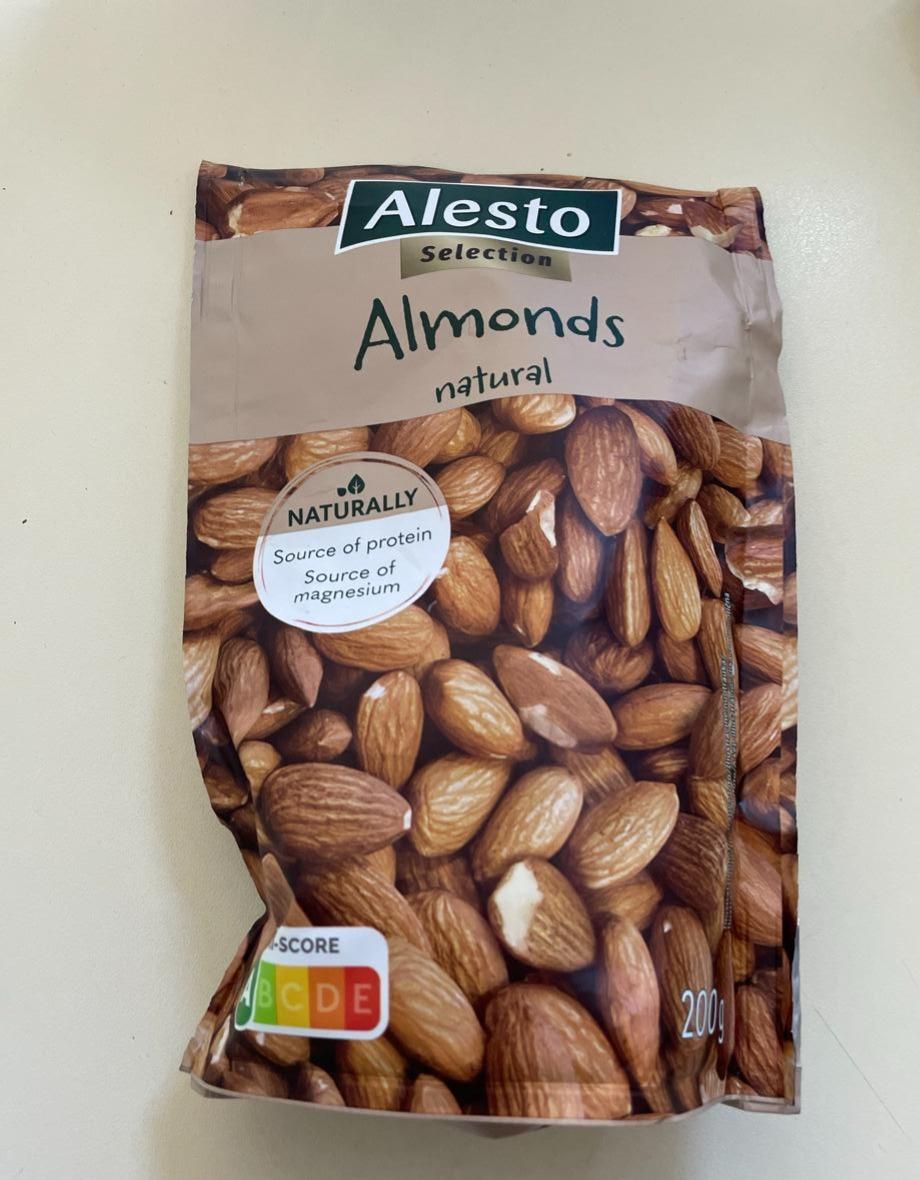 Alesto
Selection
Almonds
natural
NATURALLY
Source of protein
Source of
magnesium
-SCORE
A B C D E
200g